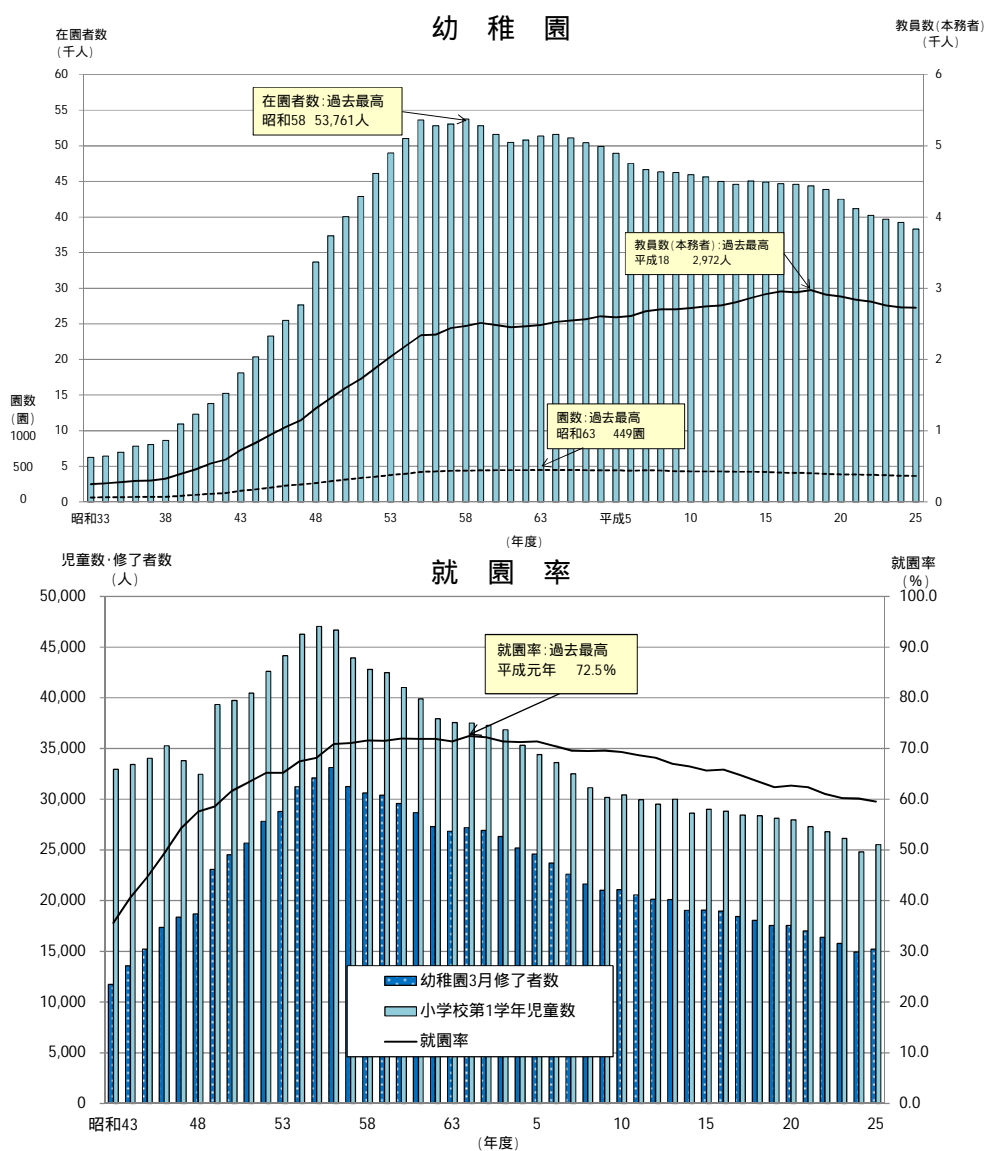 幼 稚 園
在園者数
(千人)
教員数(本務者)
(千人)
60
55
50
45
40
35
30
25
20
15
10
5
0
6
5
4
3
2
1
0
園数
(園)
1000
500
0
在園者数:過去最高
昭和58 53,761人
教員数(本務者):過去最高
平成18 2,972人
園数:過去最高
昭和63 449園
昭和33 38 43 48 53 58 63 平成5 10 15 20 25
(年度)
就 園 率
児童数・修了者数
(人)
就園率
(%)
50,000
45,000
40,000
35,000
30,000
25,000
20,000
15,000
10,000
5,000
0
100.0
90.0
80.0
70.0
60.0
50.0
40.0
30.0
20.0
10.0
0.0
就園率:過去最高
平成元年 72.5%
幼稚園3月修了者数
小学校第1学年児童数
就園率
昭和43 48 53 58 63 5 10 15 20 25
(年度)